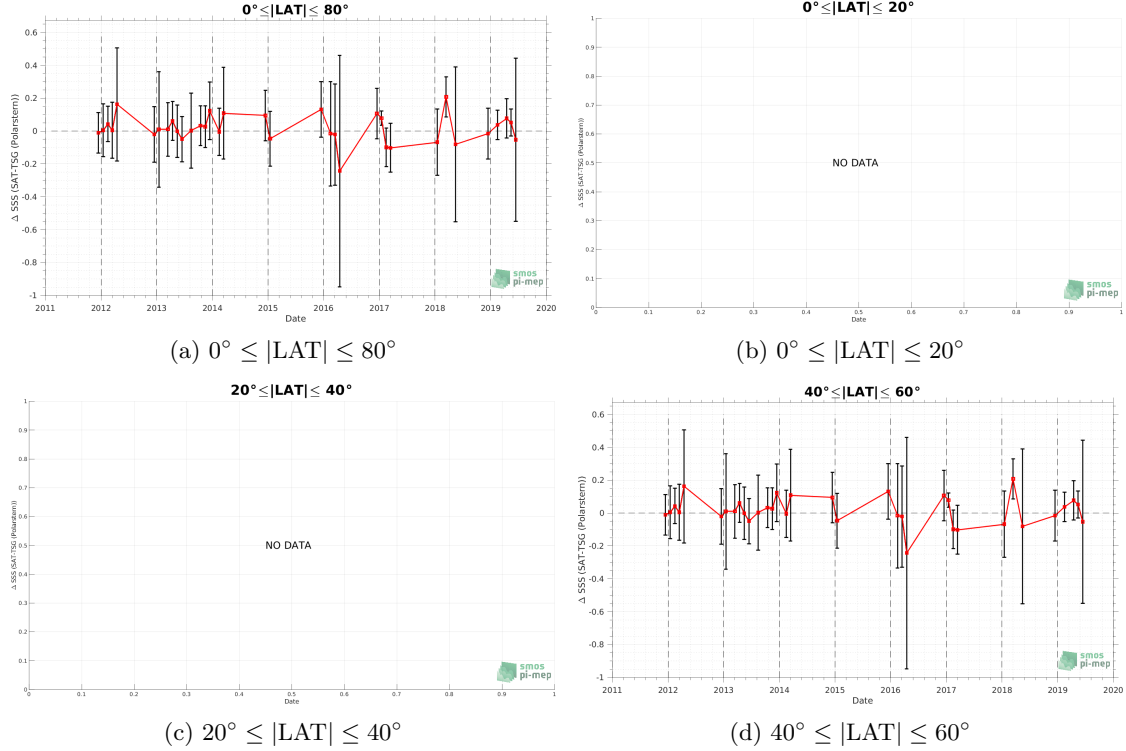 0°≤|LAT|≤ 80°
Δ SSS (SAT-TSG (Polarstern))
0.6
0.4
0.2
0
-0.2
-0.4
-0.6
-0.8
-1
2011 2012 2013 2014 2015 2016 2017 2018 2019 2020
Date
smos
pi-mep
(a) 0° ≤ |LAT| ≤ 80°
0°≤|LAT|≤ 20°
Δ SSS (SAT-TSG (Polarstern))
1
0.9
0.8
0.7
0.6
0.5
0.4
0.3
0.2
0.1
0
NO DATA
0 0.1 0.2 0.3 0.4 0.5 0.6 0.7 0.8 0.9 1
Date
smos
pi-mep
(b) 0° ≤ |LAT| ≤ 20°
20°≤|LAT|≤ 40°
Δ SSS (SAT-TSG (Polarstern))
1
0.9
0.8
0.7
0.6
0.5
0.4
0.3
0.2
0.1
0
NO DATA
0 0.1 0.2 0.3 0.4 0.5 0.6 0.7 0.8 0.9 1
Date
smos
pi-mep
(c) 20° ≤ |LAT| ≤ 40°
40°≤|LAT|≤ 60°
Δ SSS (SAT-TSG (Polarstern))
0.6
0.4
0.2
0
-0.2
-0.4
-0.6
-0.8
-1
2011 2012 2013 2014 2015 2016 2017 2018 2019 2020
Date
smos
pi-mep
(d) 40° ≤ |LAT| ≤ 60°